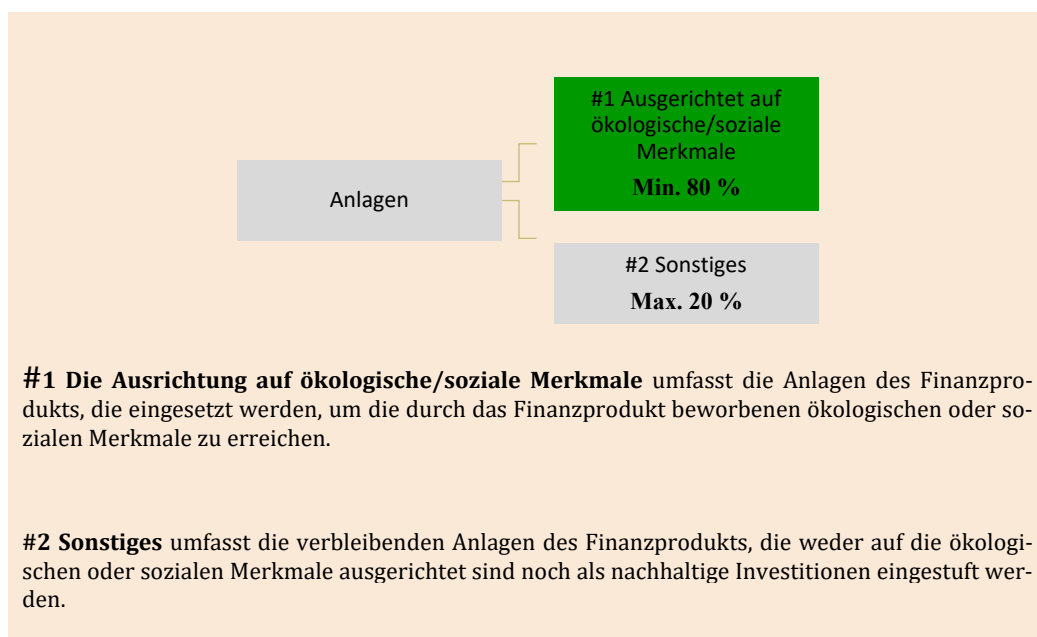 #1 Ausgerichtet auf
ökologische/soziale
Merkmale
Min. 80 %
Anlagen
#2 Sonstiges
Max. 20 %
#1 Die Ausrichtung auf ökologische/soziale Merkmale umfasst die Anlagen des Finanzpro-
dukts, die eingesetzt werden, um die durch das Finanzprodukt beworbenen ökologischen oder so-
zialen Merkmale zu erreichen.
#2 Sonstiges umfasst die verbleibenden Anlagen des Finanzprodukts, die weder auf die ökologi-
schen oder sozialen Merkmale ausgerichtet sind noch als nachhaltige Investitionen eingestuft wer-
den.